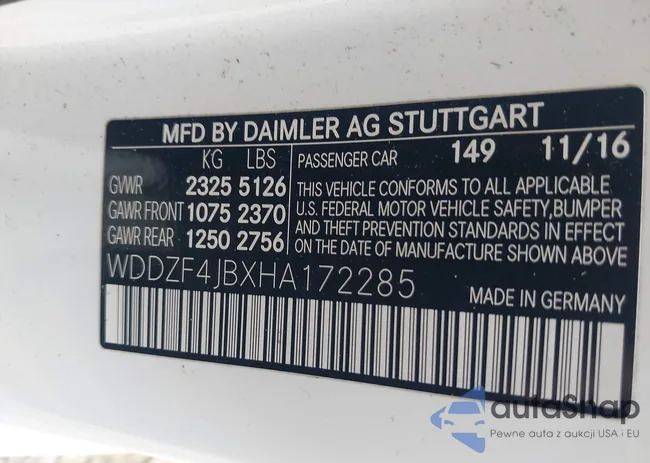 MFD BY DAIMLER AG STUTTGART
KG LBS PASSENGER CAR 149 11/16
GVWR 2325 5126 THIS VEHICLE CONFORMS TO ALL APPLICABLE
GAWR FRONT 1075 2370 U.S. FEDERAL MOTOR VEHICLE SAFETY, BUMPER
GAWR REAR 1250 2756 AND THEFT PREVENTION STANDARDS IN EFFECT
ON THE DATE OF MANUFACTURE SHOWN ABOVE
WDDZF4JBXHA172285 MADE IN GERMANY
autoSnap
Pewne auta z aukcji USA i EU